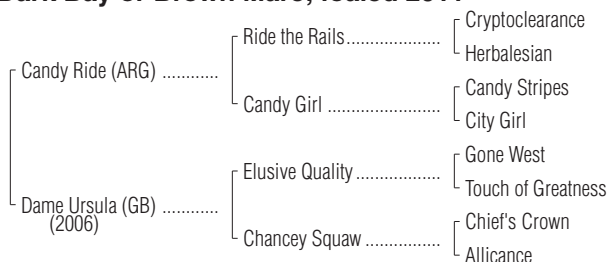 Dark Bay or Brown Mare; foaled 2011
Cryptoclearance
Ride the Rails....................
Herbalesian
Candy Ride (ARG) ............
Candy Stripes
Candy Girl ........................
City Girl
Gone West
Elusive Quality ..................
Touch of Greatness
Dame Ursula (GB) ............
(2006)
Chief's Crown
Chancey Squaw ................
Allicance